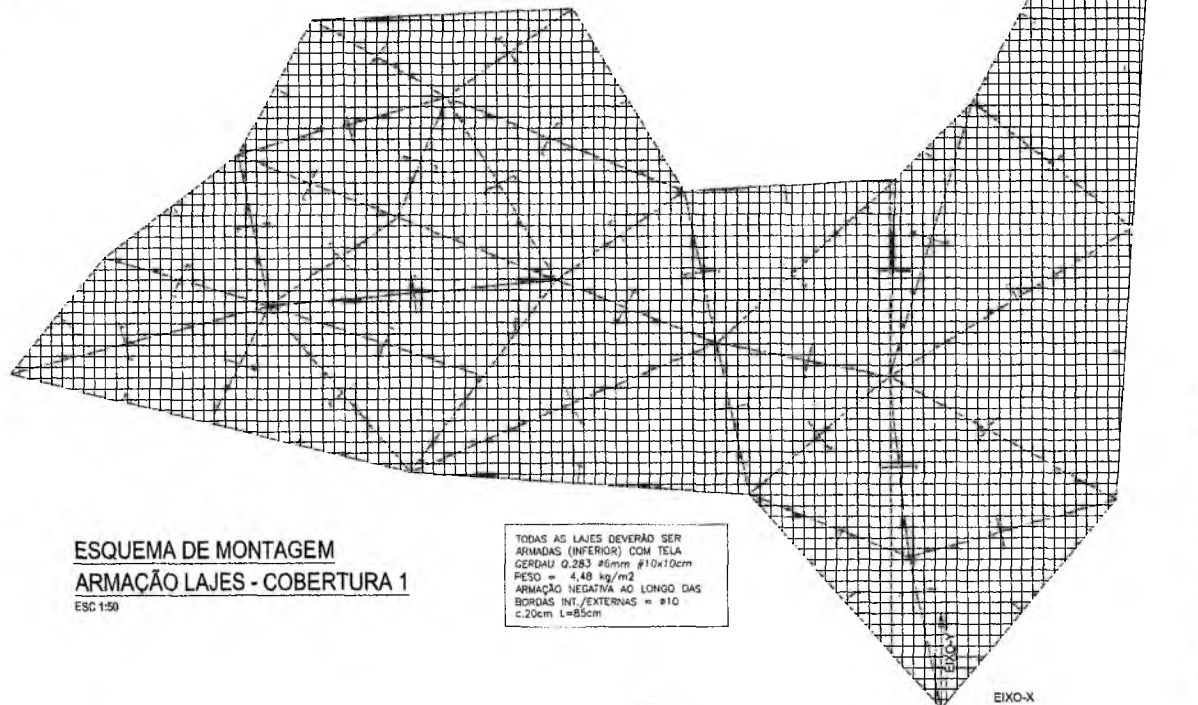 ESQUEMA DE MONTAGEM
ARMAÇÃO LAJES - COBERTURA 1
ESC 1:50
TODAS AS LAJES DEVERÃO SER
ARMADAS (INFERIOR) COM TELA
GERDAU Q.283 ø6mm #10x10cm
PESO = 4,48 kg/m2
ARMAÇÃO NEGATIVA AO LONGO DAS
BORDAS INT./EXTERNAS = ø10
c.20cm L=85cm
EIXO-Y
EIXO-X